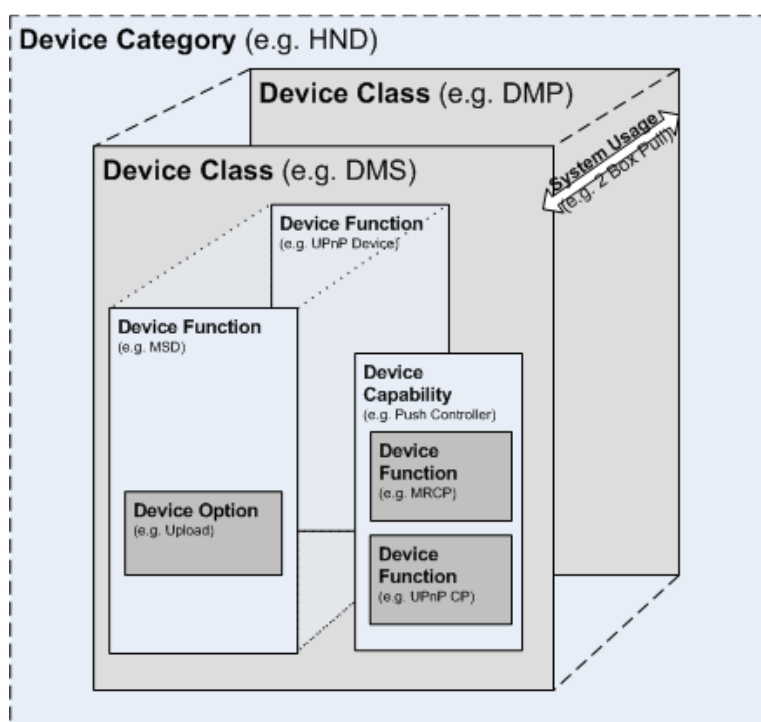 Device Category (e.g. HND)
Device Class (e.g. DMP)
System Usage
(e.g. 2 Box Pull)
Device Class (e.g. DMS)
Device Function
(e.g. UPnP Device)
Device Function
(e.g. MSD)
Device
Capability
(e.g. Push Controller)
Device
Function
(e.g. MRCP)
Device Option
(e.g. Upload)
Device
Function
(e.g. UPnP CP)